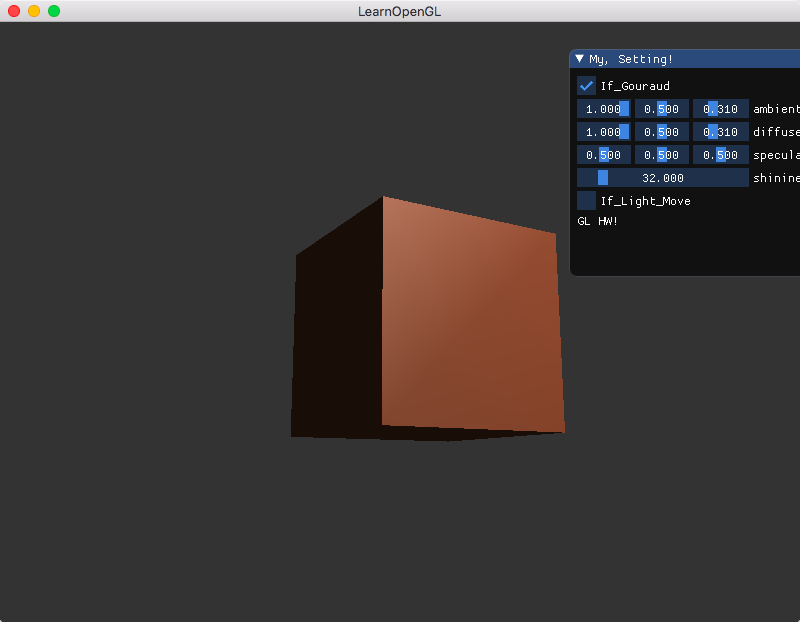 LearnOpenGL
My, Setting!
If_Gouraud
1.000 0.500 0.310 ambient
1.000 0.500 0.310 diffuse
0.500 0.500 0.500 specula
32.000 shinine
If_Light_Move
GL HW!